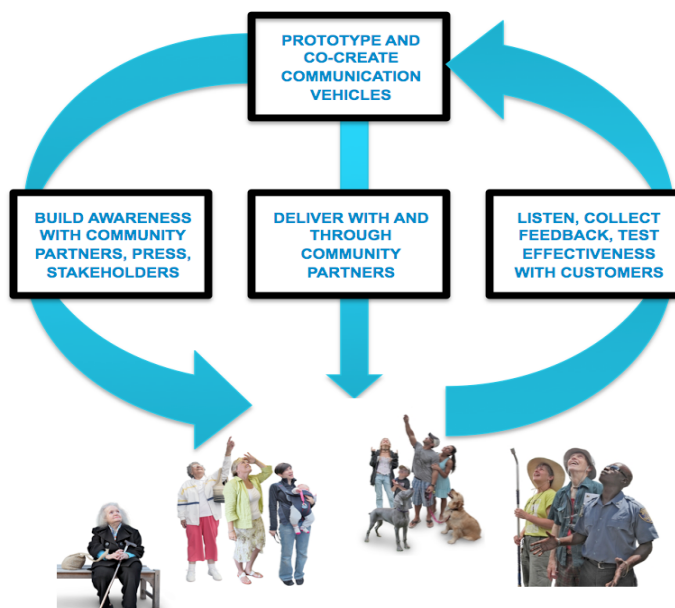 PROTOTYPE AND
CO-CREATE
COMMUNICATION
VEHICLES
BUILD AWARENESS
WITH COMMUNITY
PARTNERS, PRESS,
STAKEHOLDERS
DELIVER WITH AND
THROUGH
COMMUNITY
PARTNERS
LISTEN, COLLECT
FEEDBACK, TEST
EFFECTIVENESS
WITH CUSTOMERS